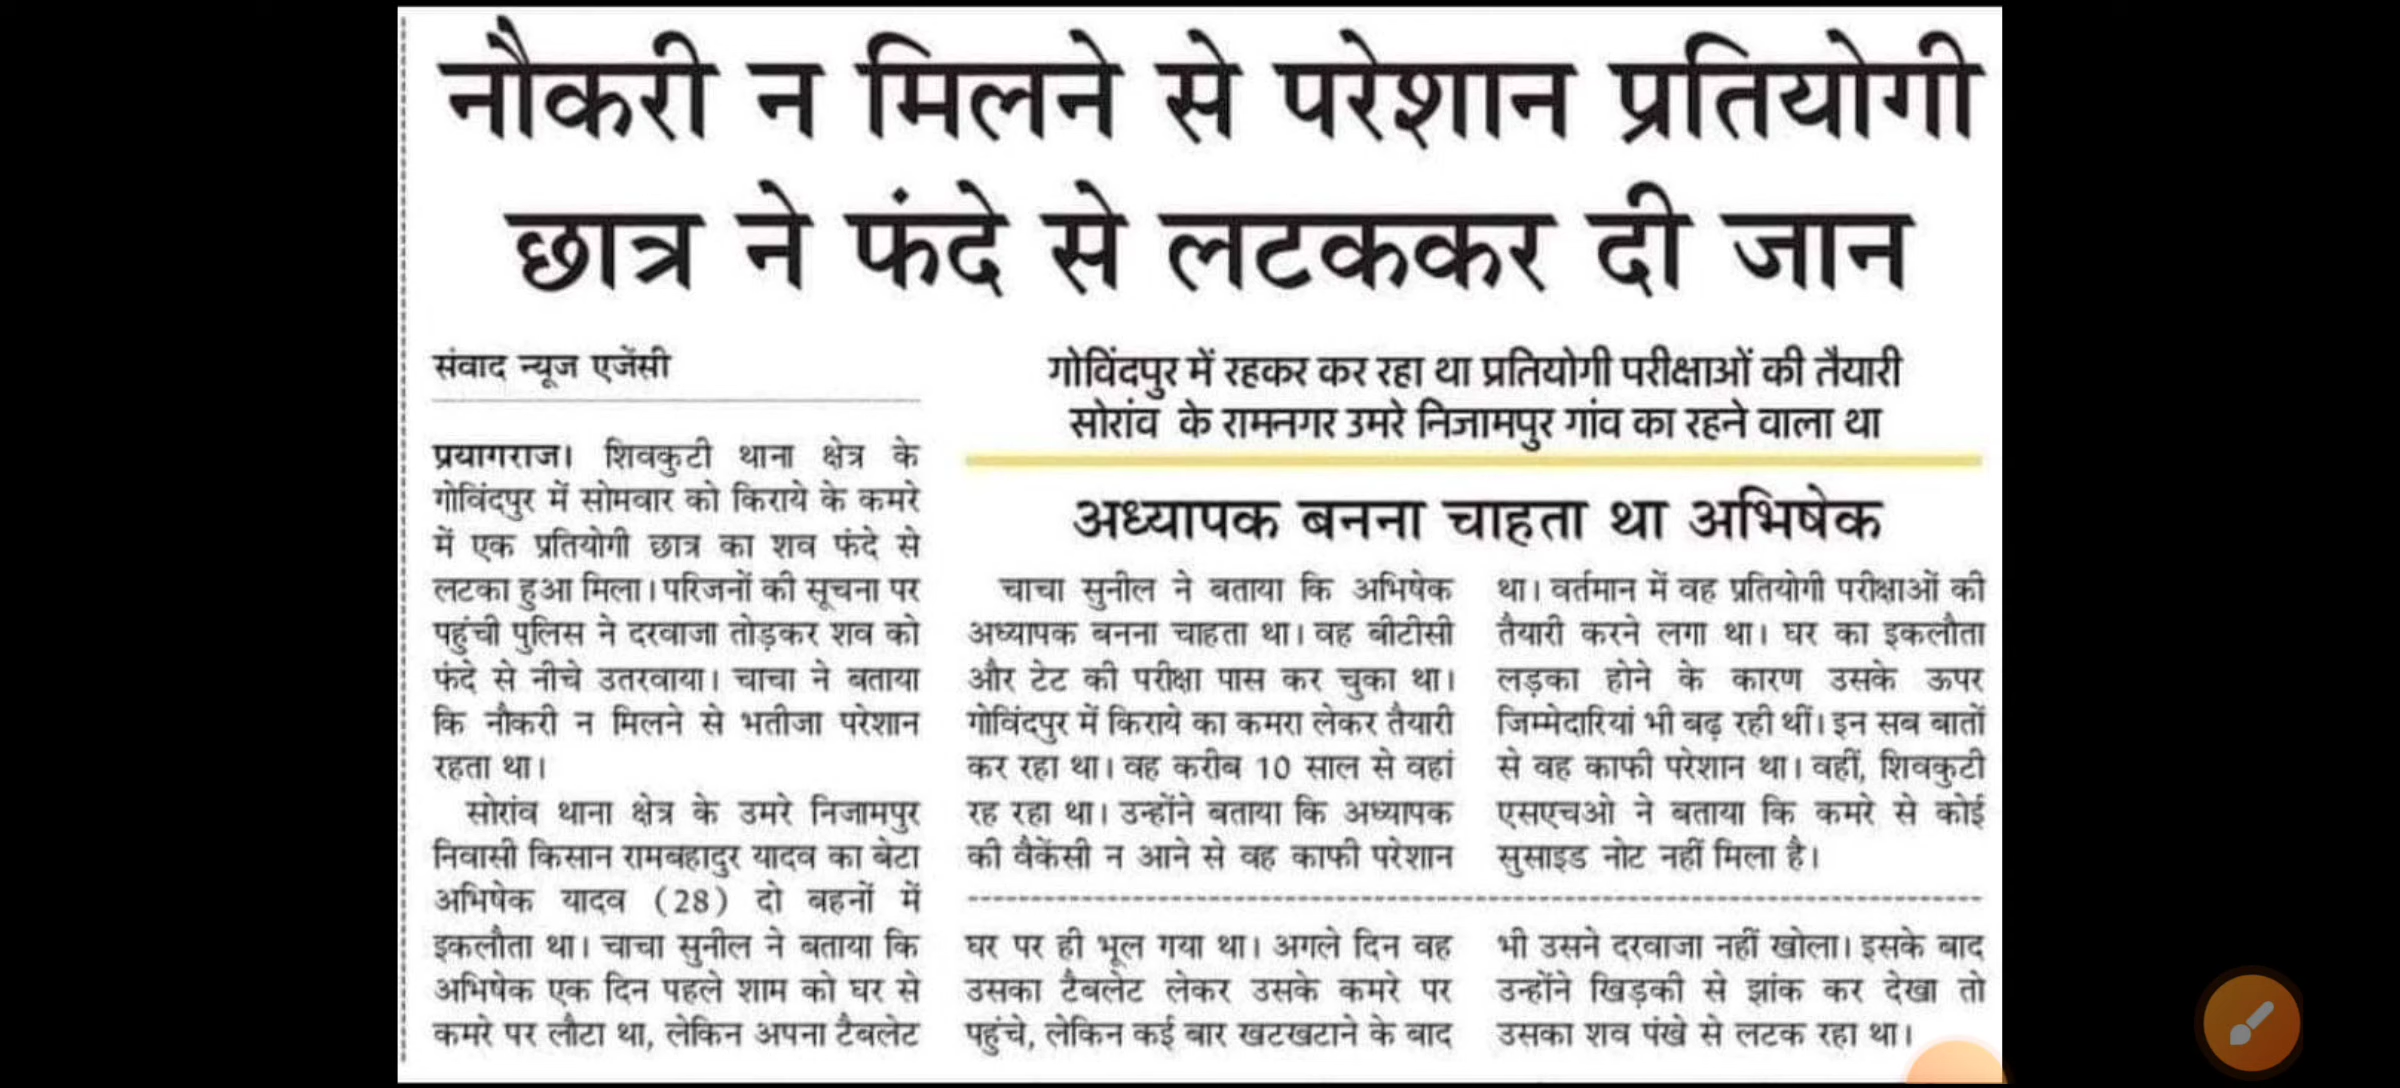 नौकरी न मिलने से परेशान प्रतियोगी
छात्र ने फंदे से लटककर दी जान
संवाद न्यूज एजेंसी
प्रयागराज। शिवकुटी थाना क्षेत्र के
गोविंदपुर में सोमवार को किराये के कमरे
में एक प्रतियोगी छात्र का शव फंदे से
लटका हुआ मिला। परिजनों की सूचना पर
पहुंची पुलिस ने दरवाजा तोड़कर शव को
फंदे से नीचे उतरवाया। चाचा ने बताया
कि नौकरी न मिलने से भतीजा परेशान
रहता था।
सोरांव थाना क्षेत्र के उमरे निजामपुर
निवासी किसान रामबहादुर यादव का बेटा
अभिषेक यादव (28) दो बहनों में
इकलौता था। चाचा सुनील ने बताया कि
अभिषेक एक दिन पहले शाम को घर से
कमरे पर लौटा था, लेकिन अपना टैबलेट
घर पर ही भूल गया था। अगले दिन वह
उसका टैबलेट लेकर उसके कमरे पर
पहुंचे, लेकिन कई बार खटखटाने के बाद
भी उसने दरवाजा नहीं खोला। इसके बाद
उन्होंने खिड़की से झांक कर देखा तो
उसका शव पंखे से लटक रहा था।
गोविंदपुर में रहकर कर रहा था प्रतियोगी परीक्षाओं की तैयारी
सोरांव के रामनगर उमरे निजामपुर गांव का रहने वाला था
अध्यापक बनना चाहता था अभिषेक
चाचा सुनील ने बताया कि अभिषेक
अध्यापक बनना चाहता था। वह बीटीसी
और टेट की परीक्षा पास कर चुका था।
गोविंदपुर में किराये का कमरा लेकर तैयारी
कर रहा था। वह करीब 10 साल से वहां
रह रहा था। उन्होंने बताया कि अध्यापक
की वैकेंसी न आने से वह काफी परेशान
था। वर्तमान में वह प्रतियोगी परीक्षाओं की
तैयारी करने लगा था। घर का इकलौता
लड़का होने के कारण उसके ऊपर
जिम्मेदारियां भी बढ़ रही थीं। इन सब बातों
से वह काफी परेशान था। वहीं, शिवकुटी
एसएचओ ने बताया कि कमरे से कोई
सुसाइड नोट नहीं मिला है।